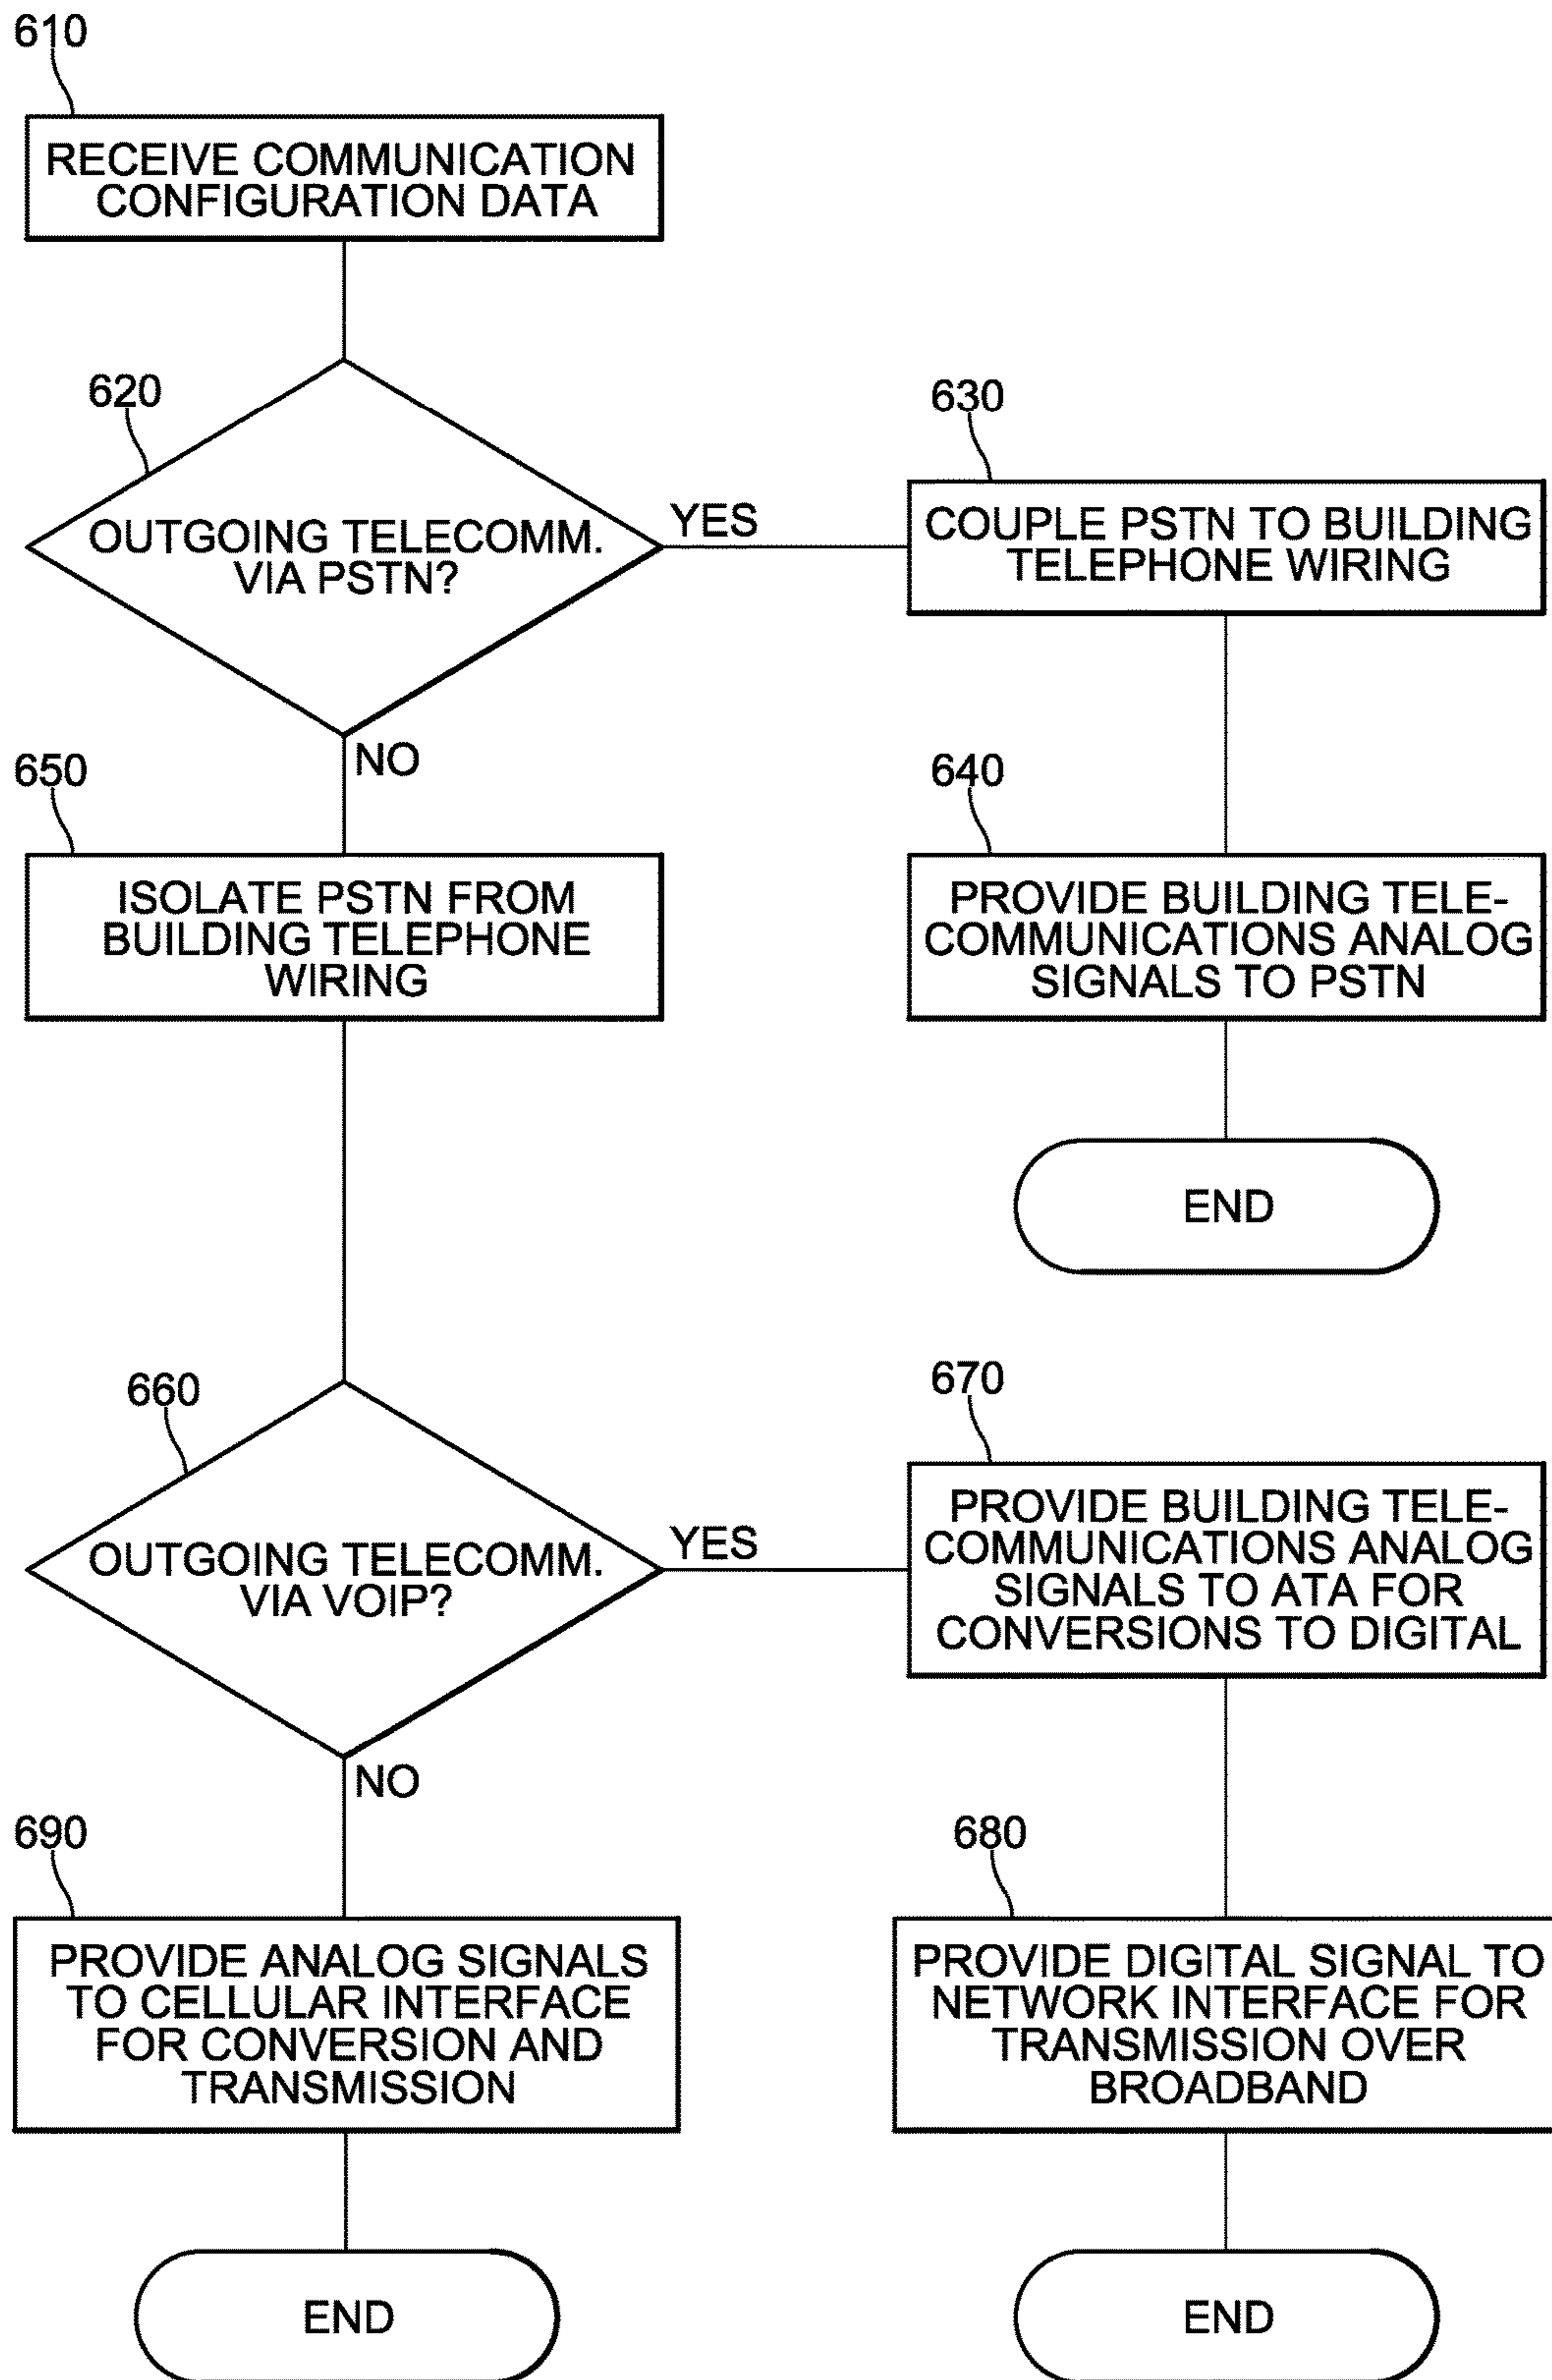 610
RECEIVE COMMUNICATION
CONFIGURATION DATA
620
OUTGOING TELECOMM.
VIA PSTN?
YES
NO
630
COUPLE PSTN TO BUILDING
TELEPHONE WIRING
640
PROVIDE BUILDING TELE-
COMMUNICATIONS ANALOG
SIGNALS TO PSTN
END
650
ISOLATE PSTN FROM
BUILDING TELEPHONE
WIRING
660
OUTGOING TELECOMM.
VIA VOIP?
YES
NO
670
PROVIDE BUILDING TELE-
COMMUNICATIONS ANALOG
SIGNALS TO ATA FOR
CONVERSIONS TO DIGITAL
680
PROVIDE DIGITAL SIGNAL TO
NETWORK INTERFACE FOR
TRANSMISSION OVER
BROADBAND
END
690
PROVIDE ANALOG SIGNALS
TO CELLULAR INTERFACE
FOR CONVERSION AND
TRANSMISSION
END